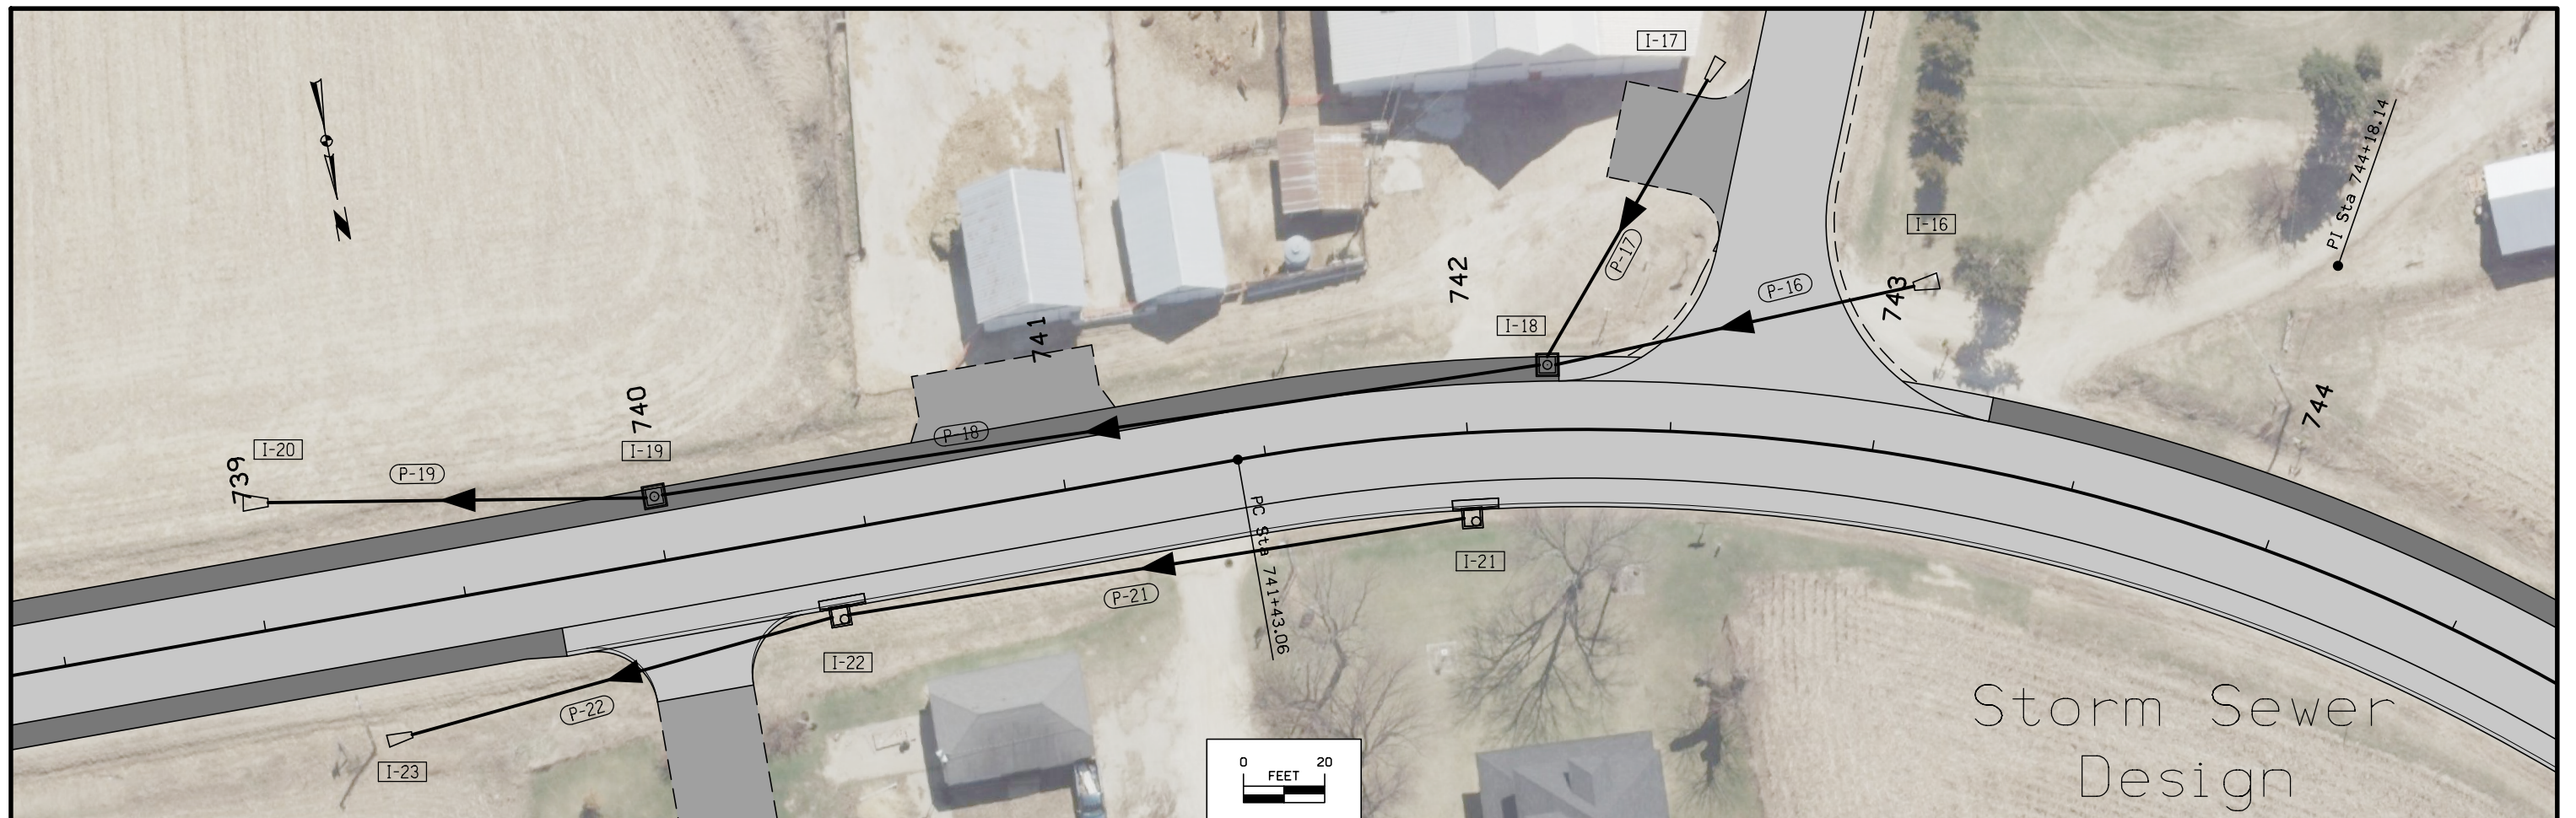 I-17
PI Sta 744+18.14
I-16
P-17
742
P-16
743
I-18
741
740
744
P-18
I-19
I-20
739
P-19
PC Sta 741+43.06
I-21
P-21
I-22
P-22
I-23
Storm Sewer
Design
0 20
FEET